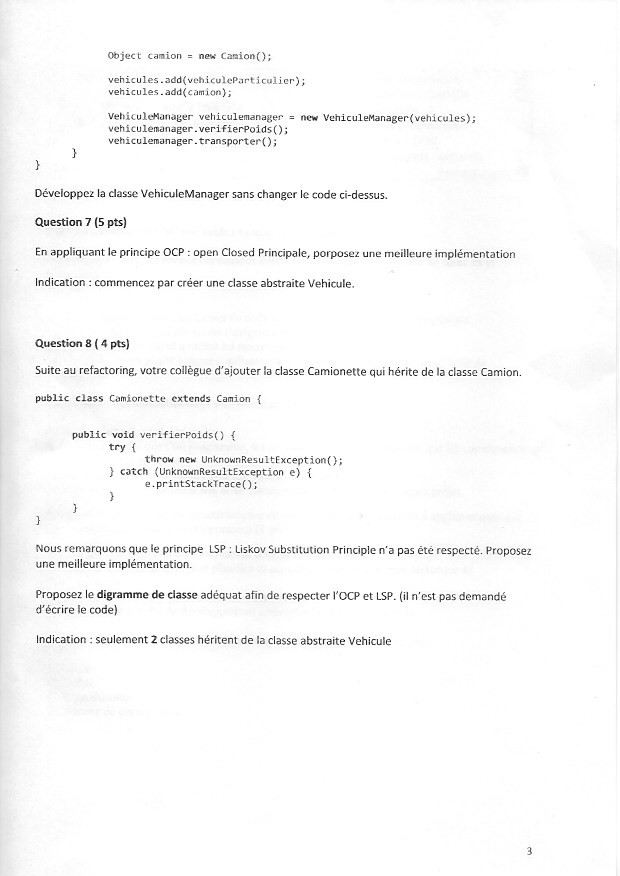 Object camion = new Camion();
vehicules.add(vehiculeParticulier);
vehicules.add(camion);
VehiculeManager vehiculemanager = new VehiculeManager(vehicules);
vehiculemanager.verifierPoids();
vehiculemanager.transporter();
}
}
Développez la classe VehiculeManager sans changer le code ci-dessus.
Question 7 (5 pts)
En appliquant le principe OCP : open Closed Principale, porposez une meilleure implémentation
Indication : commencez par créer une classe abstraite Vehicule.
Question 8 ( 4 pts)
Suite au refactoring, votre collègue d'ajouter la classe Camionette qui hérite de la classe Camion.
public class Camionette extends Camion {
public void verifierPoids() {
try {
throw new UnknownResultException();
} catch (UnknownResultException e) {
e.printStackTrace();
}
}
}
Nous remarquons que le principe LSP : Liskov Substitution Principle n'a pas été respecté. Proposez
une meilleure implémentation.
Proposez le digramme de classe adéquat afin de respecter l'OCP et LSP. (il n'est pas demandé
d'écrire le code)
Indication : seulement 2 classes héritent de la classe abstraite Vehicule
3